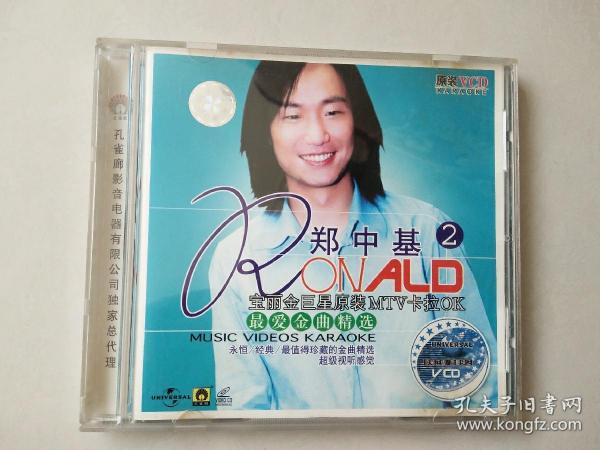 孔雀廊影音电器有限公司独家总代理
原装VCD
KARAOKE
郑中基 2
RONALD
宝丽金巨星原装MTV卡拉OK
最爱金曲精选
MUSIC VIDEOS KARAOKE
永恒/经典/最值得珍藏的金曲精选
超级视听感觉
UNIVERSAL
VIDEO CD
UNIVERSAL
VCD
孔夫子旧书网
www.kongfz.com